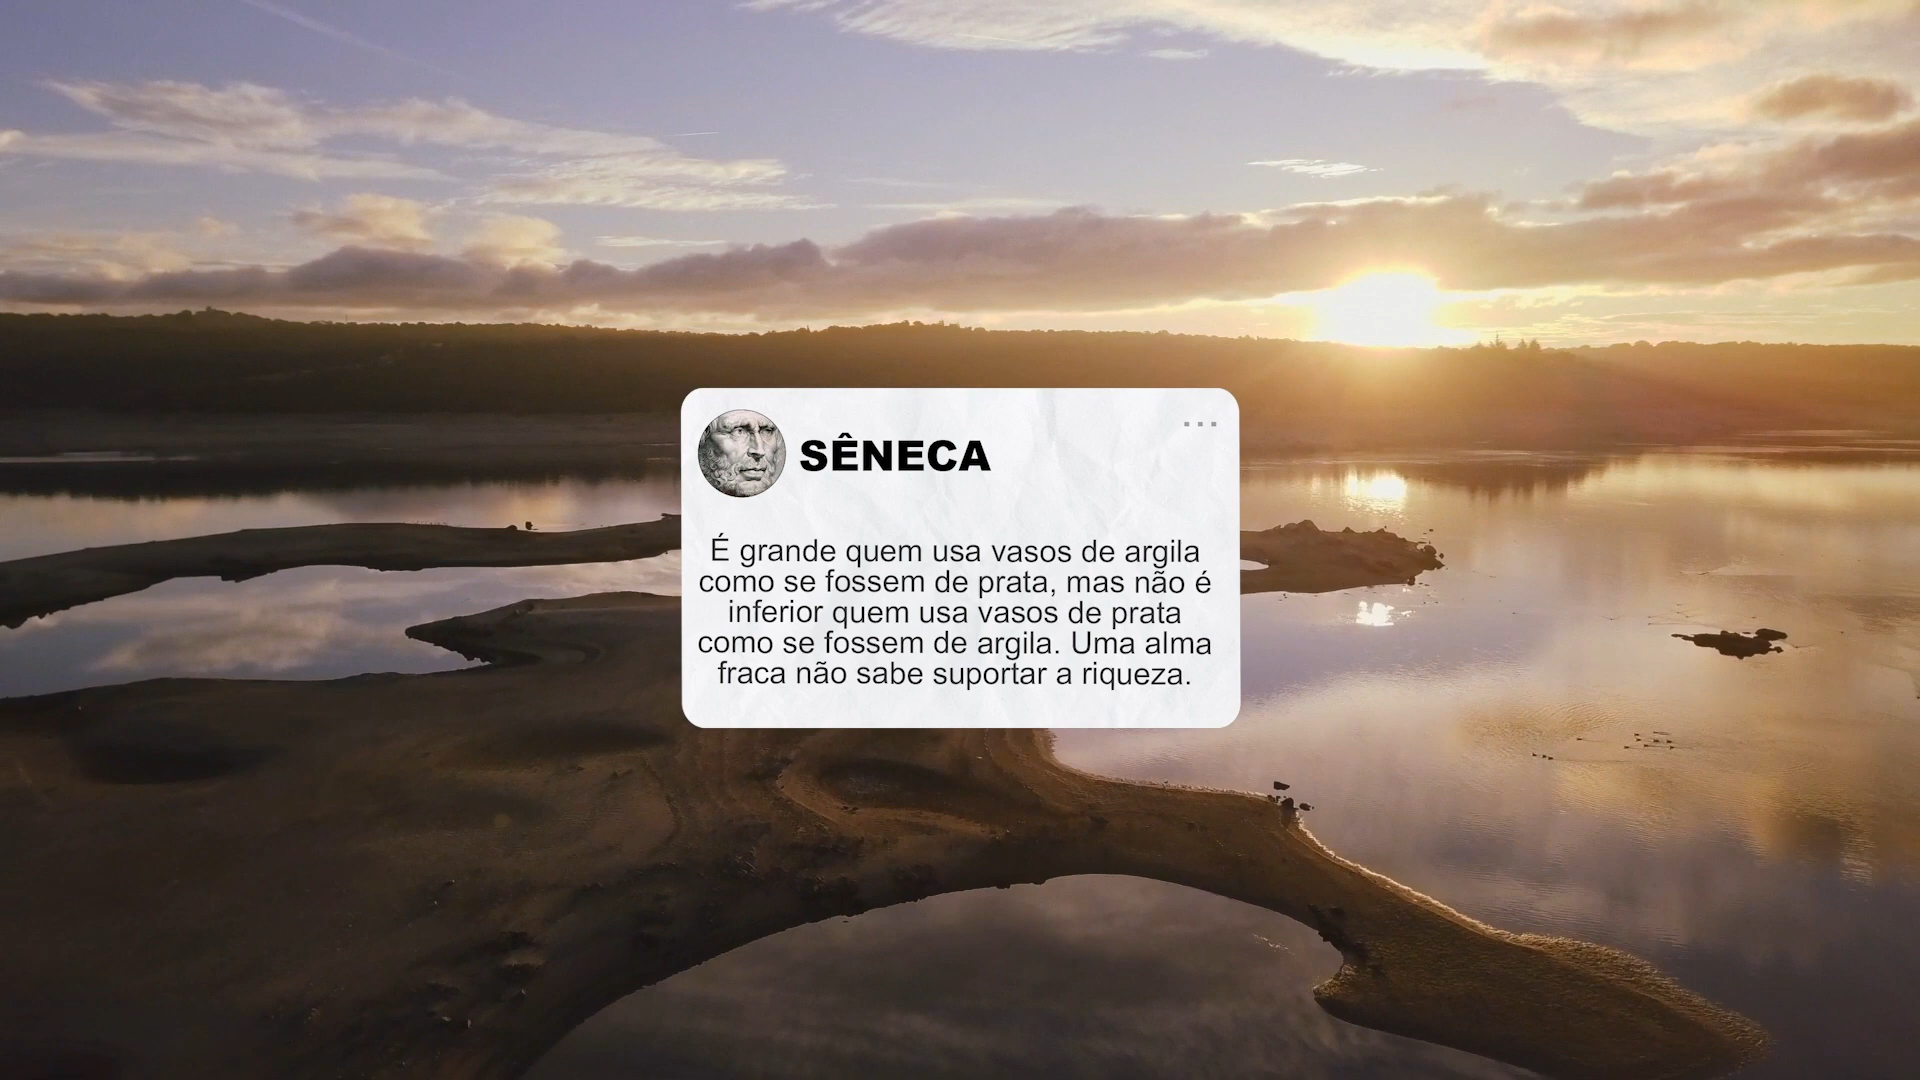 SÊNECA
É grande quem usa vasos de argila
como se fossem de prata, mas não é
inferior quem usa vasos de prata
como se fossem de argila. Uma alma
fraca não sabe suportar a riqueza.